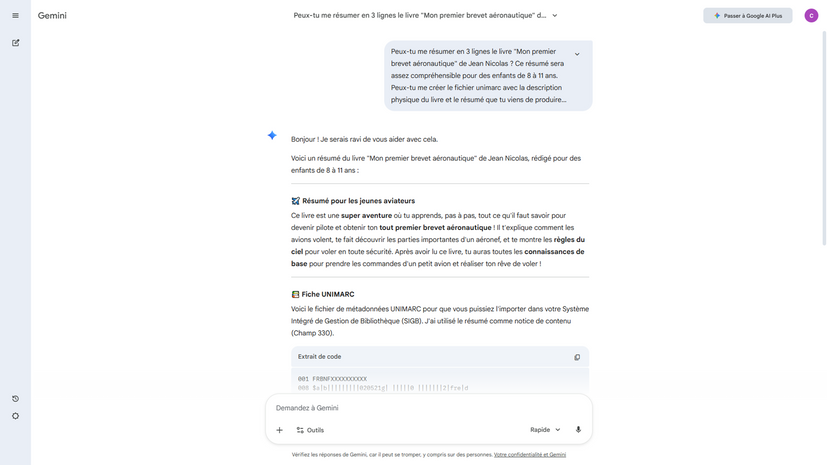 Gemini
Peux-tu me résumer en 3 lignes le livre "Mon premier brevet aéronautique" d...
Passer à Google AI Plus
C
Peux-tu me résumer en 3 lignes le livre "Mon premier
brevet aéronautique" de Jean Nicolas ? Ce résumé sera
assez compréhensible pour des enfants de 8 à 11 ans.
Peux-tu me créer le fichier unimarc avec la description
physique du livre et le résumé que tu viens de produire...
Bonjour ! Je serais ravi de vous aider avec cela.
Voici un résumé du livre "Mon premier brevet aéronautique" de Jean Nicolas, rédigé pour des
enfants de 8 à 11 ans :
Résumé pour les jeunes aviateurs
Ce livre est une super aventure où tu apprends, pas à pas, tout ce qu'il faut savoir pour
devenir pilote et obtenir ton tout premier brevet aéronautique ! Il t'explique comment les
avions volent, te fait découvrir les parties importantes d'un aéronef, et te montre les règles du
ciel pour voler en toute sécurité. Après avoir lu ce livre, tu auras toutes les connaissances de
base pour prendre les commandes d'un petit avion et réaliser ton rêve de voler !
Fiche UNIMARC
Voici le fichier de métadonnées UNIMARC pour que vous puissiez l'importer dans votre Système
Intégré de Gestion de Bibliothèque (SIGB). J'ai utilisé le résumé comme notice de contenu
(Champ 330).
Extrait de code
001 FRBNFXXXXXXXXXX
Demandez à Gemini
Outils
Rapide
Vérifiez les réponses de Gemini, car il peut se tromper, y compris sur des personnes. Votre confidentialité et Gemini